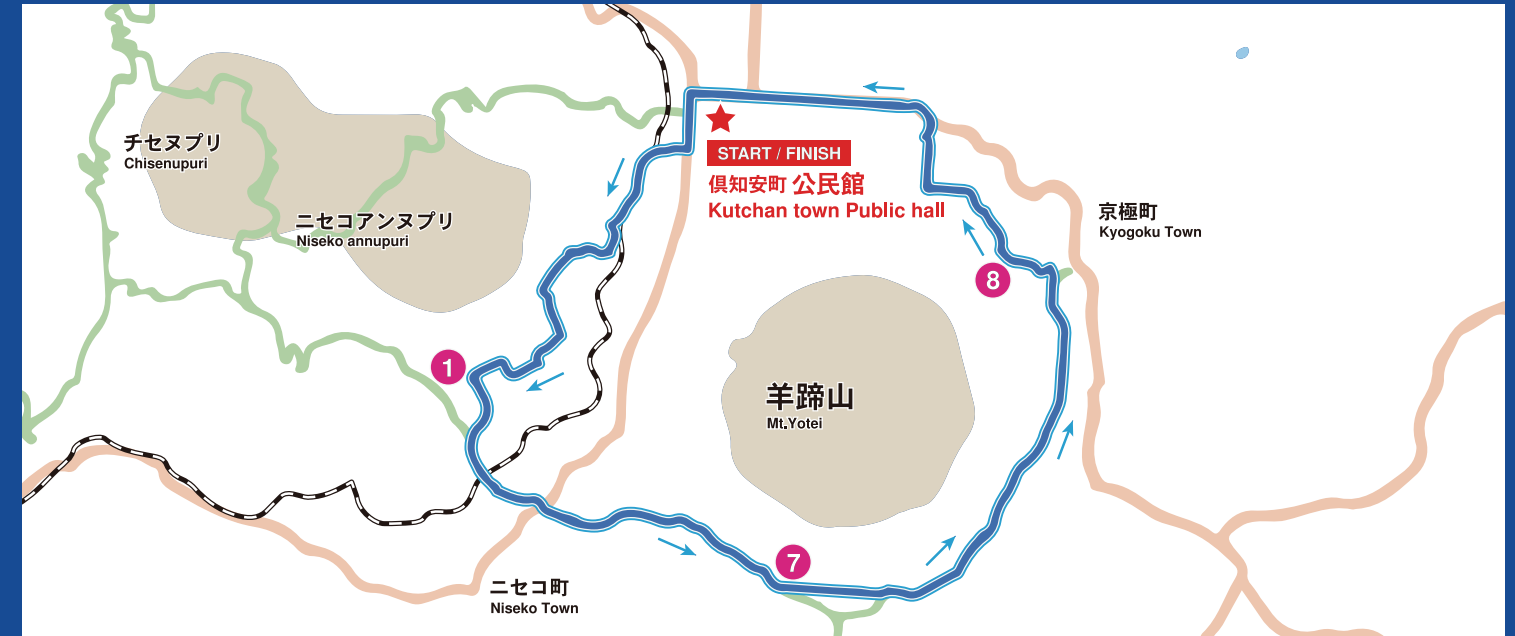 チセヌプリ
Chisenupuri
START / FINISH
倶知安町 公民館
Kutchan town Public hall
ニセコアンヌプリ
Niseko annupuri
京極町
Kyogoku Town
8
1
羊蹄山
Mt.Yotei
7
ニセコ町
Niseko Town